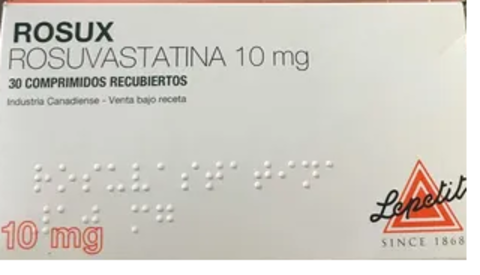 ROSUX
ROSUVASTATINA 10 mg
30 COMPRIMIDOS RECUBIERTOS
Industria Canadiense - Venta bajo receta
10 mg
Lepetit
SINCE 1868